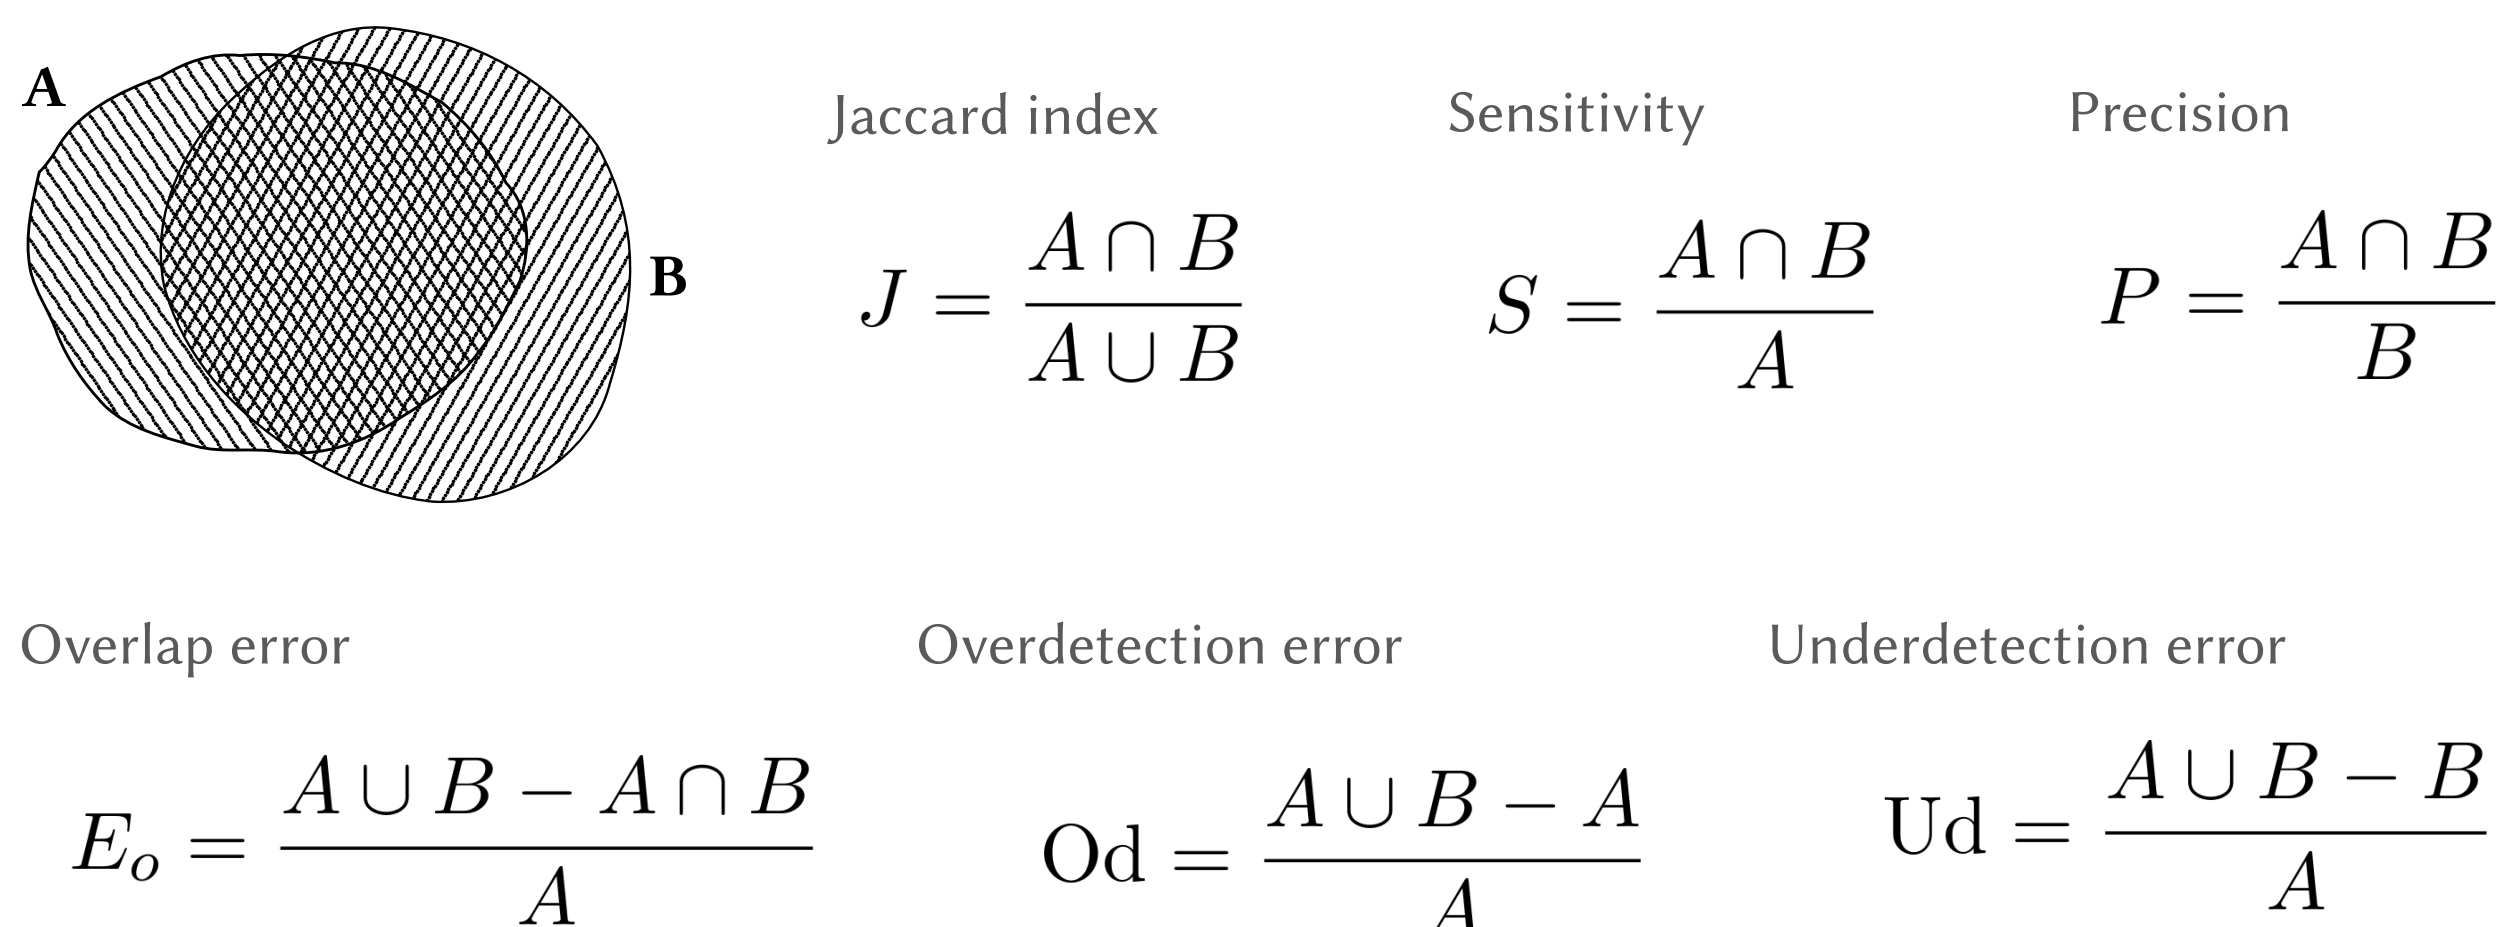 A
B
Jaccard index
J = A ∩ B / A ∪ B
Sensitivity
S = A ∩ B / A
Precision
P = A ∩ B / B
Overlap error
E_o = A ∪ B − A ∩ B / A
Overdetection error
Od = A ∪ B − A / A
Underdetection error
Ud = A ∪ B − B / A